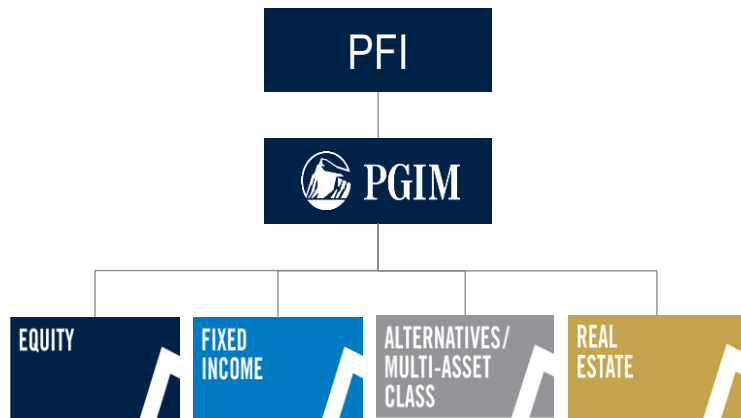 PFI
PGIM
EQUITY
FIXED
INCOME
ALTERNATIVES/
MULTI-ASSET
CLASS
REAL
ESTATE